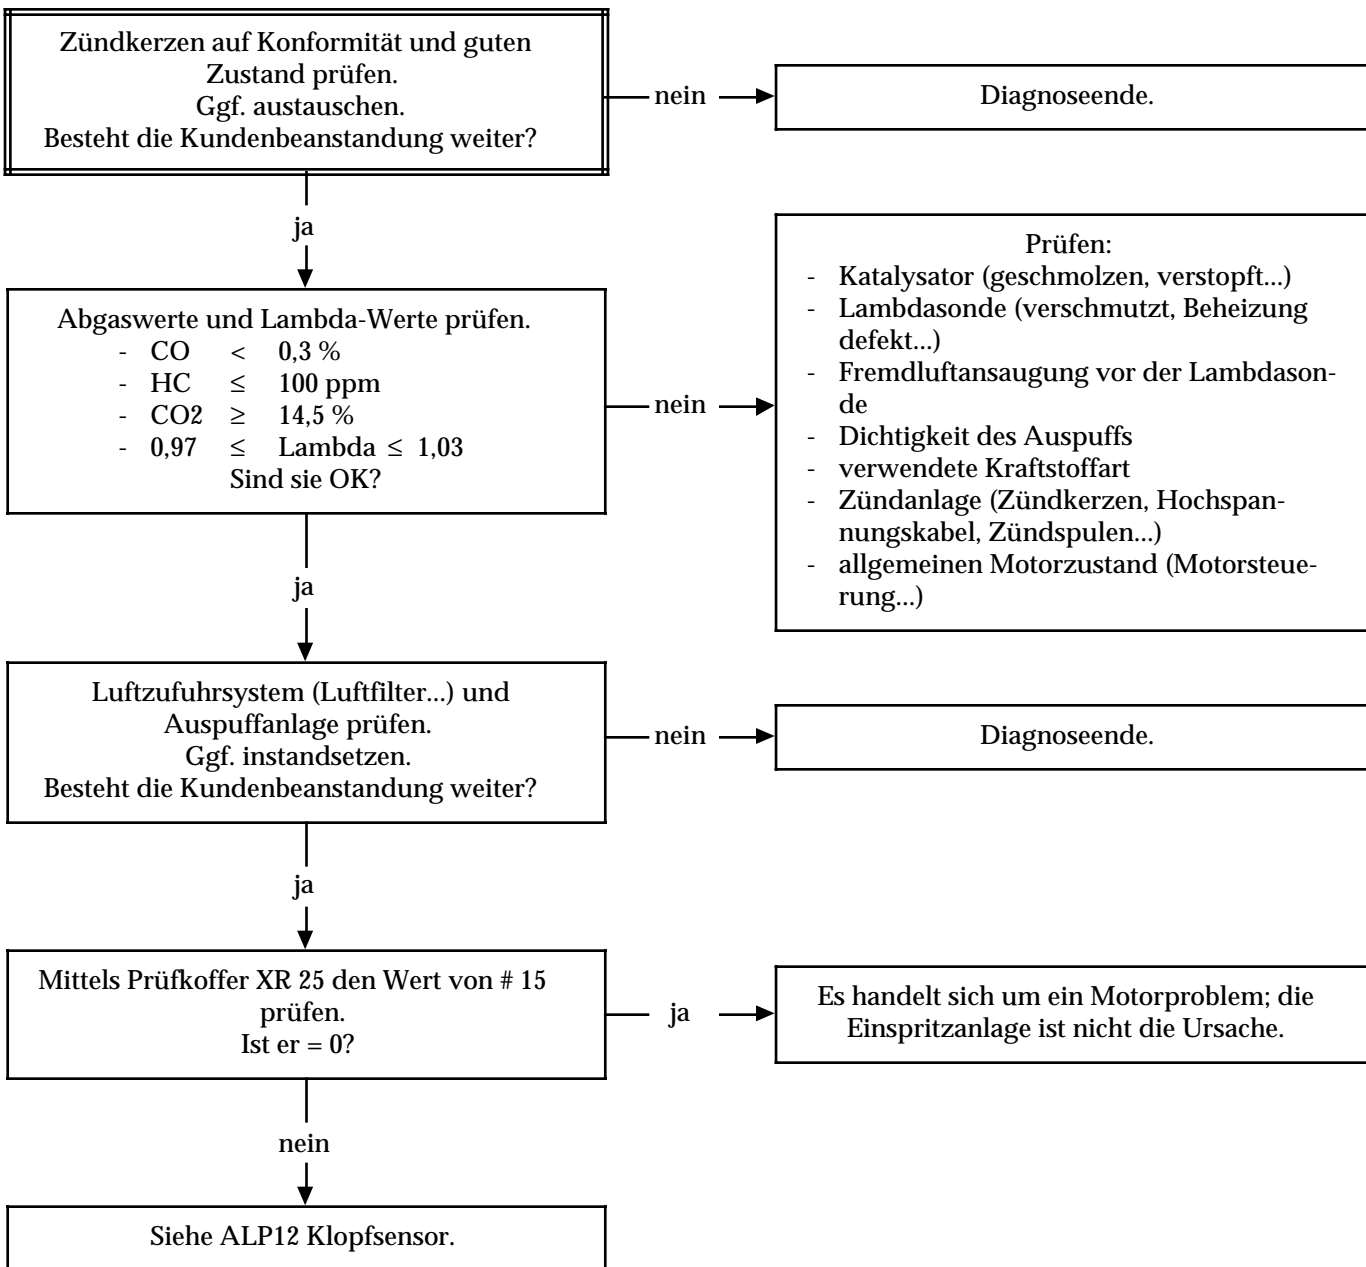 Zündkerzen auf Konformität und guten
Zustand prüfen.
Ggf. austauschen.
Besteht die Kundenbeanstandung weiter?
nein
Diagnoseende.
ja
Abgaswerte und Lambda-Werte prüfen.
- CO < 0,3 %
- HC ≤ 100 ppm
- CO2 ≥ 14,5 %
- 0,97 ≤ Lambda ≤ 1,03
Sind sie OK?
nein
Prüfen:
- Katalysator (geschmolzen, verstopft...)
- Lambdasonde (verschmutzt, Beheizung
defekt...)
- Fremdluftansaugung vor der Lambdason-
de
- Dichtigkeit des Auspuffs
- verwendete Kraftstoffart
- Zündanlage (Zündkerzen, Hochspan-
nungskabel, Zündspulen...)
- allgemeinen Motorzustand (Motorsteue-
rung...)
ja
Luftzufuhrsystem (Luftfilter...) und
Auspuffanlage prüfen.
Ggf. instandsetzen.
Besteht die Kundenbeanstandung weiter?
nein
Diagnoseende.
ja
Mittels Prüfkoffer XR 25 den Wert von # 15
prüfen.
Ist er = 0?
ja
Es handelt sich um ein Motorproblem; die
Einspritzanlage ist nicht die Ursache.
nein
Siehe ALP12 Klopfsensor.